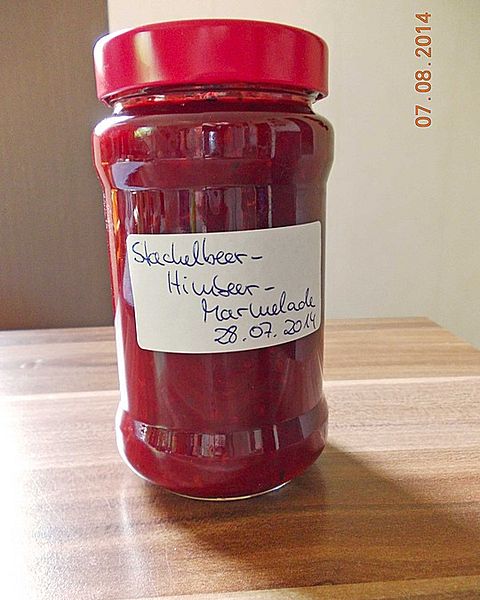 07.08.2014
Stachelbeer-
Himbeer-
Marmelade
28.07.2014